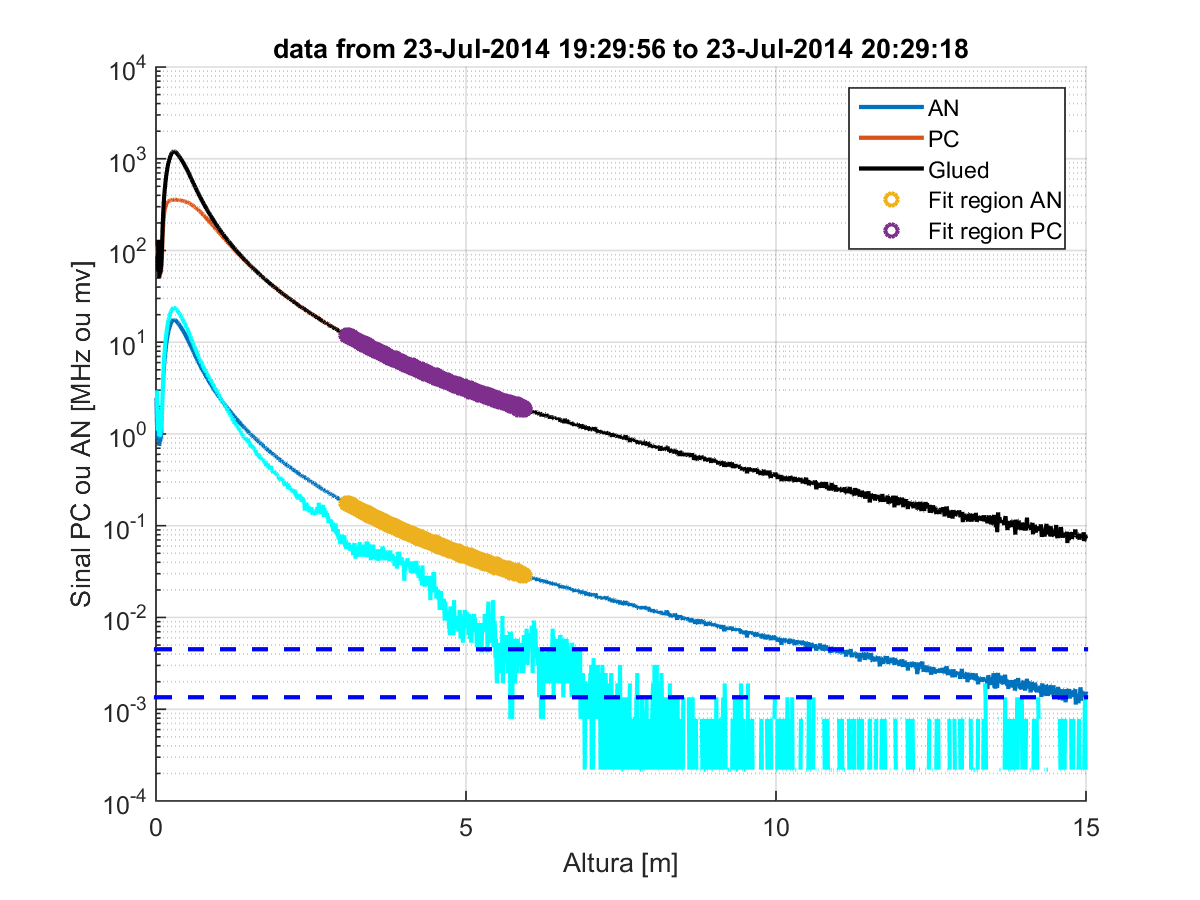 data from 23-Jul-2014 19:29:56 to 23-Jul-2014 20:29:18
AN
PC
Glued
Fit region AN
Fit region PC
Sinal PC ou AN [MHz ou mv]
10^4
10^3
10^2
10^1
10^0
10^-1
10^-2
10^-3
10^-4
0 5 10 15
Altura [m]